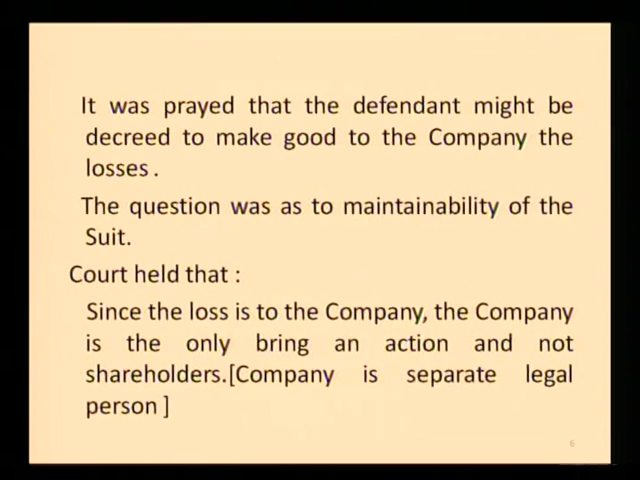 It was prayed that the defendant might be
decreed to make good to the Company the
losses .
The question was as to maintainability of the
Suit.
Court held that :
Since the loss is to the Company, the Company
is the only bring an action and not
shareholders.[Company is separate legal
person ]
6